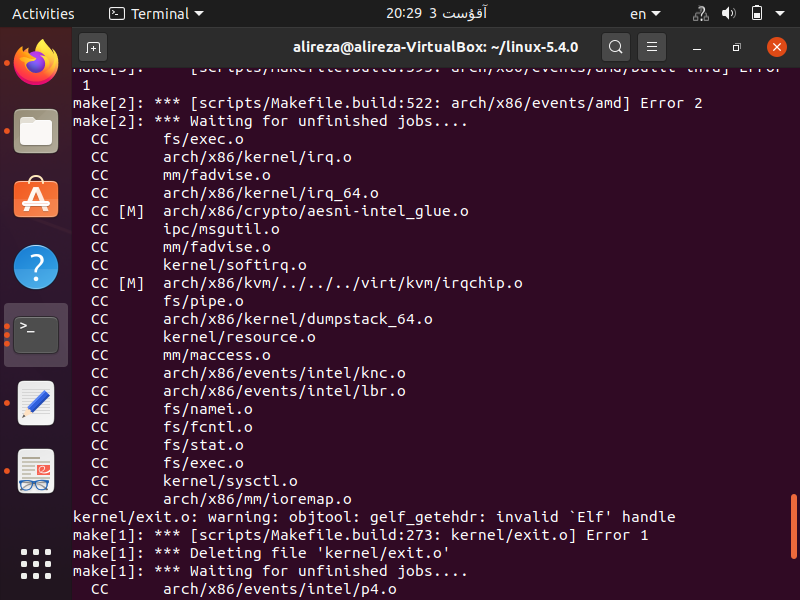 Activities
Terminal
20:29 3 آقۇست
en
alireza@alireza-VirtualBox: ~/linux-5.4.0
1
make[2]: *** [scripts/Makefile.build:522: arch/x86/events/amd] Error 2
make[2]: *** Waiting for unfinished jobs....
CC      fs/exec.o
CC      arch/x86/kernel/irq.o
CC      mm/fadvise.o
CC      arch/x86/kernel/irq_64.o
CC [M]  arch/x86/crypto/aesni-intel_glue.o
CC      ipc/msgutil.o
CC      mm/fadvise.o
CC      kernel/softirq.o
CC [M]  arch/x86/kvm/../../../virt/kvm/irqchip.o
CC      fs/pipe.o
CC      arch/x86/kernel/dumpstack_64.o
CC      kernel/resource.o
CC      mm/maccess.o
CC      arch/x86/events/intel/knc.o
CC      arch/x86/events/intel/lbr.o
CC      fs/namei.o
CC      fs/fcntl.o
CC      fs/stat.o
CC      fs/exec.o
CC      kernel/sysctl.o
CC      arch/x86/mm/ioremap.o
kernel/exit.o: warning: objtool: gelf_getehdr: invalid `Elf' handle
make[1]: *** [scripts/Makefile.build:273: kernel/exit.o] Error 1
make[1]: *** Deleting file 'kernel/exit.o'
make[1]: *** Waiting for unfinished jobs....
CC      arch/x86/events/intel/p4.o